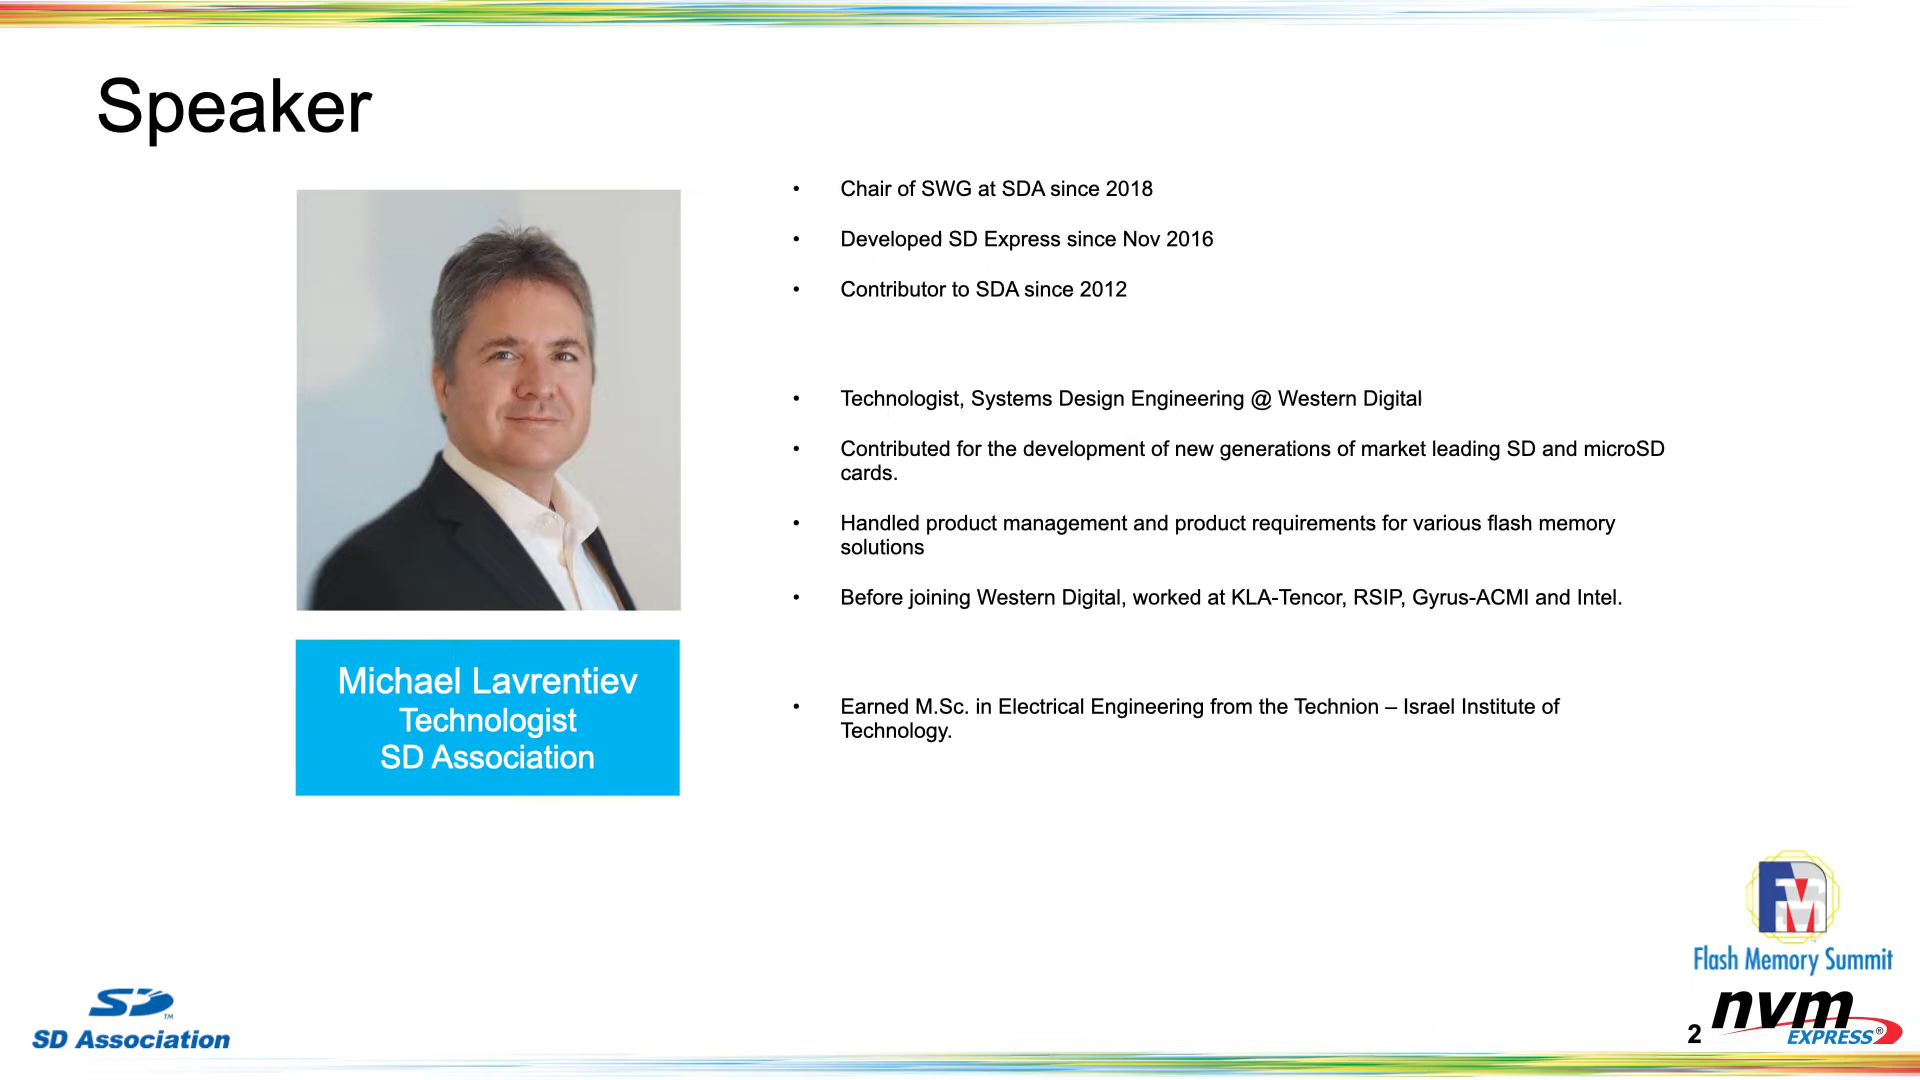 Speaker
• Chair of SWG at SDA since 2018
• Developed SD Express since Nov 2016
• Contributor to SDA since 2012
• Technologist, Systems Design Engineering @ Western Digital
• Contributed for the development of new generations of market leading SD and microSD
cards.
• Handled product management and product requirements for various flash memory
solutions
• Before joining Western Digital, worked at KLA-Tencor, RSIP, Gyrus-ACMI and Intel.
• Earned M.Sc. in Electrical Engineering from the Technion – Israel Institute of
Technology.
Michael Lavrentiev
Technologist
SD Association
SD™
SD Association
FMS
Flash Memory Summit
2
nvm
EXPRESS®